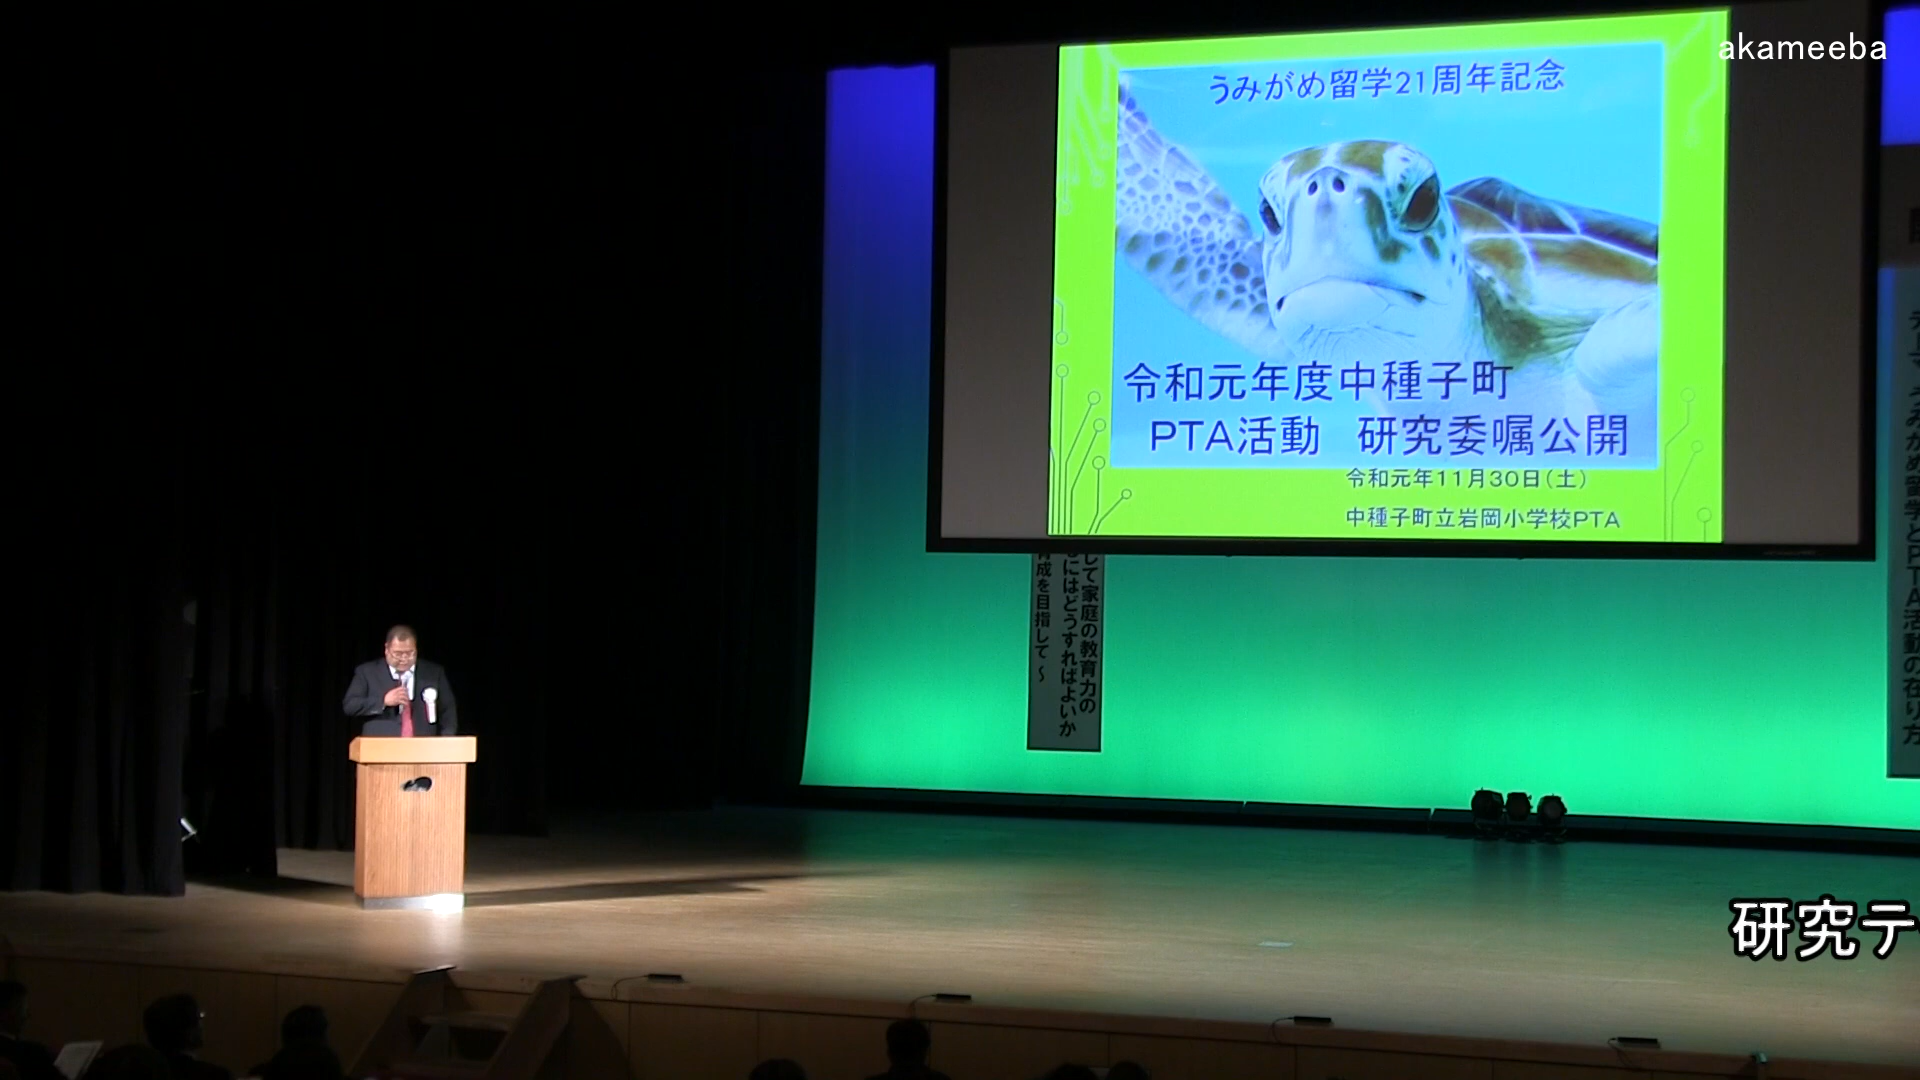 akameeba
うみがめ留学21周年記念
令和元年度中種子町
PTA活動 研究委嘱公開
令和元年11月30日(土)
中種子町立岩岡小学校PTA
みがめ留学とPTA活動の在り方
して家庭の教育力の
にはどうすればよいか
成を目指して ～
研究テ